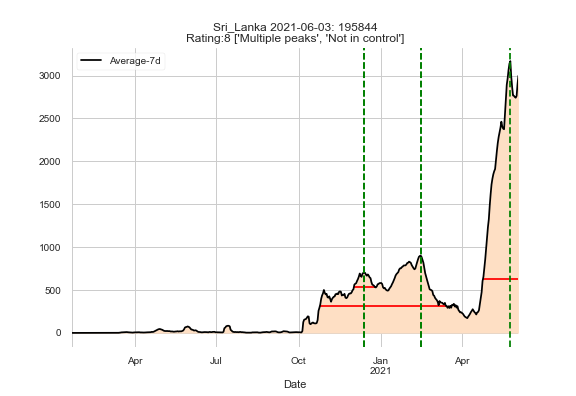 Sri_Lanka 2021-06-03: 195844
Rating:8 ['Multiple peaks', 'Not in control']
Average-7d
3000
2500
2000
1500
1000
500
0
Apr
Jul
Oct
Jan
2021
Apr
Date